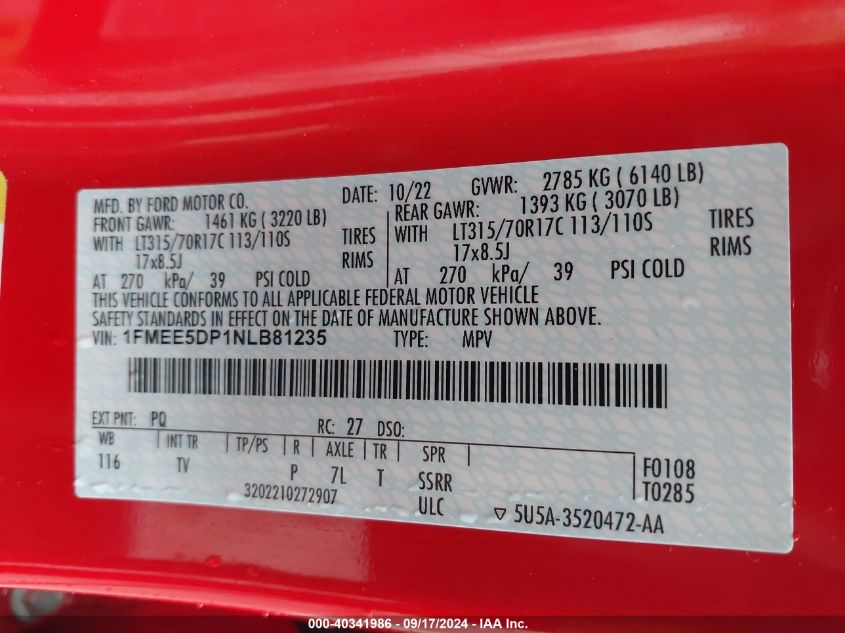 MFD. BY FORD MOTOR CO.
DATE: 10/22 GVWR: 2785 KG ( 6140 LB)
FRONT GAWR: 1461 KG ( 3220 LB)
WITH LT315/70R17C 113/110S TIRES
17x8.5J RIMS
AT 270 kPa/ 39 PSI COLD
REAR GAWR: 1393 KG ( 3070 LB)
WITH LT315/70R17C 113/110S TIRES
17x8.5J RIMS
AT 270 kPa/ 39 PSI COLD
THIS VEHICLE CONFORMS TO ALL APPLICABLE FEDERAL MOTOR VEHICLE
SAFETY STANDARDS IN EFFECT ON THE DATE OF MANUFACTURE SHOWN ABOVE.
VIN: 1FMEE5DP1NLB81235 TYPE: MPV
EXT PNT: PQ RC: 27 DSO:
WB INT TR TP/PS R AXLE TR SPR
116 TV P 7L T SSRR
F0108
T0285
3202210272907 ULC
▽ 5U5A-3520472-AA
000-40341986 - 09/17/2024 - IAAI.COM